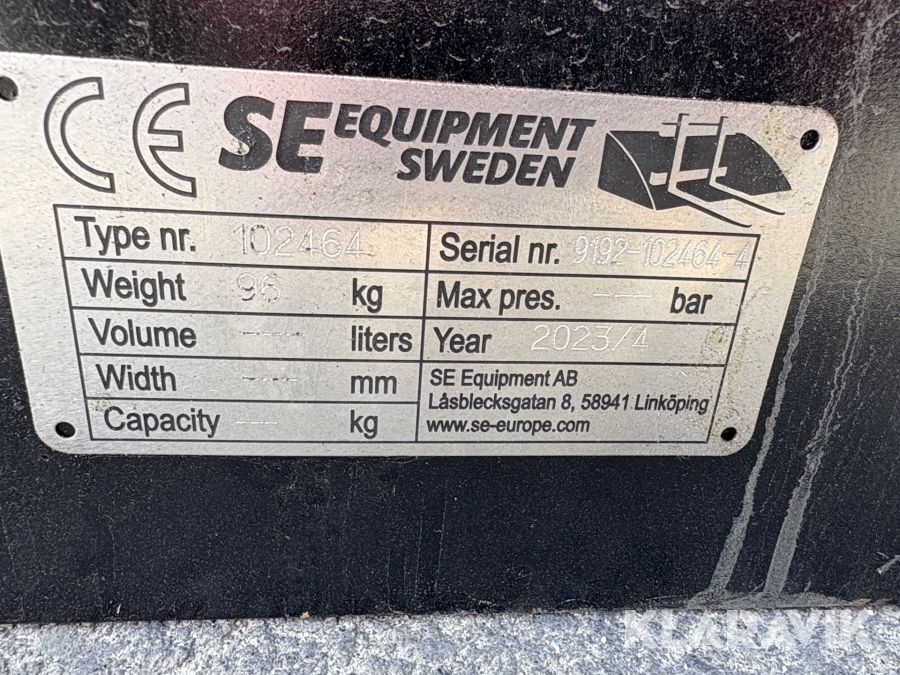 CE SE EQUIPMENT
SWEDEN
Type nr. 102464 Serial nr. 9192-102464-4
Weight 96 kg Max pres. --- bar
Volume --- liters Year 2023/4
Width --- mm SE Equipment AB
Låsblecksgatan 8, 58941 Linköping
Capacity --- kg www.se-europe.com
KLARAVIK